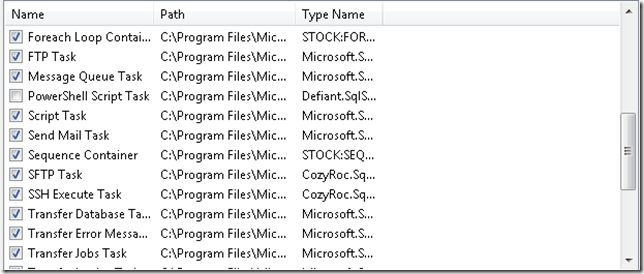 Name Path Type Name
Foreach Loop Contai... C:\Program Files\Mic... STOCK:FOR...
FTP Task C:\Program Files\Mic... Microsoft.S...
Message Queue Task C:\Program Files\Mic... Microsoft.S...
PowerShell Script Task C:\Program Files\Mic... Defiant.SqlS...
Script Task C:\Program Files\Mic... Microsoft.S...
Send Mail Task C:\Program Files\Mic... Microsoft.S...
Sequence Container C:\Program Files\Mic... STOCK:SEQ...
SFTP Task C:\Program Files\Mic... CozyRoc.Sq...
SSH Execute Task C:\Program Files\Mic... CozyRoc.Sq...
Transfer Database Ta... C:\Program Files\Mic... Microsoft.S...
Transfer Error Messa... C:\Program Files\Mic... Microsoft.S...
Transfer Jobs Task C:\Program Files\Mic... Microsoft.S...